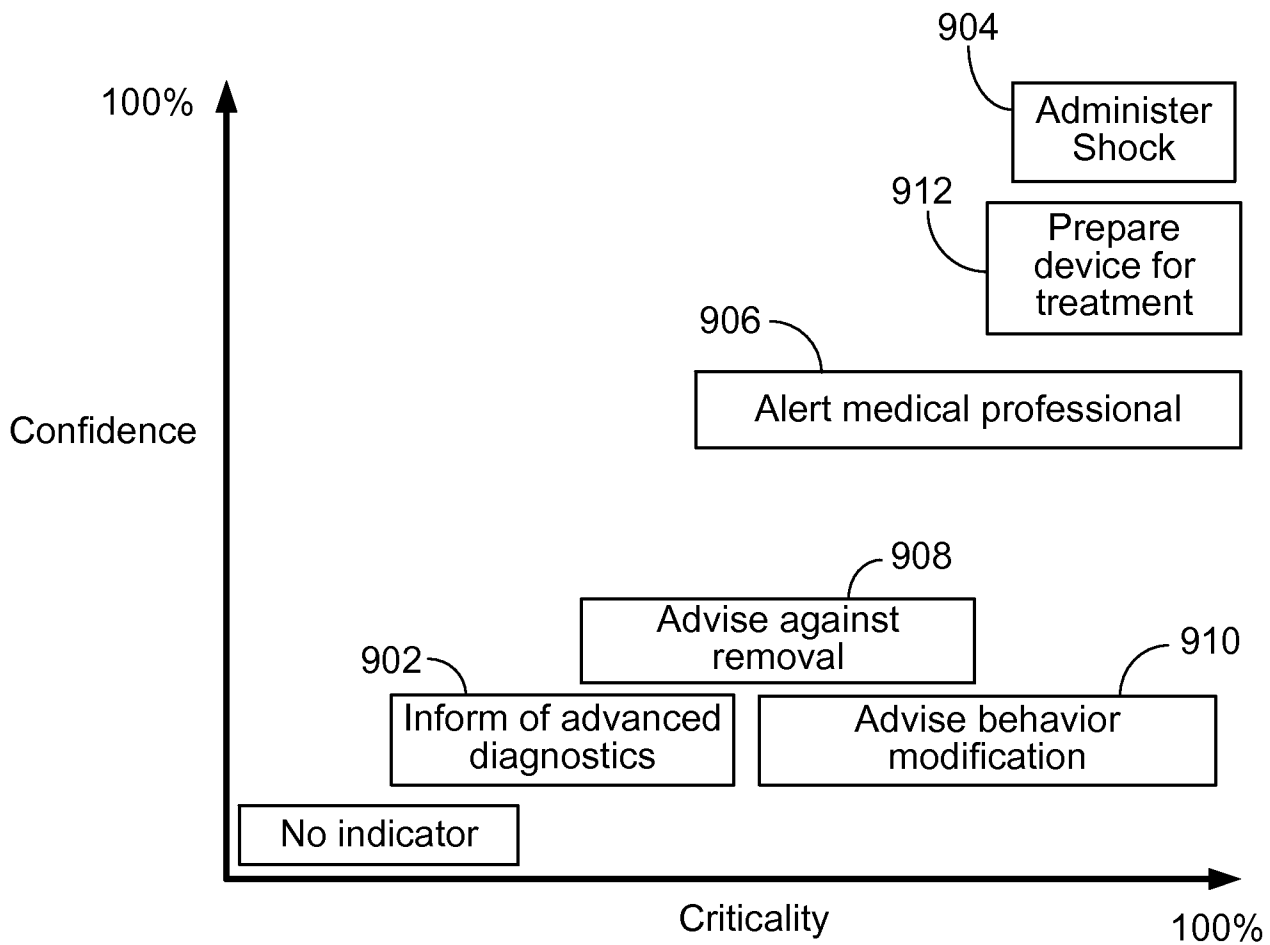 904
100%
Administer
Shock
912
Prepare
device for
treatment
906
Alert medical professional
Confidence
908
Advise against
removal
902
910
Inform of advanced
diagnostics
Advise behavior
modification
No indicator
Criticality
100%